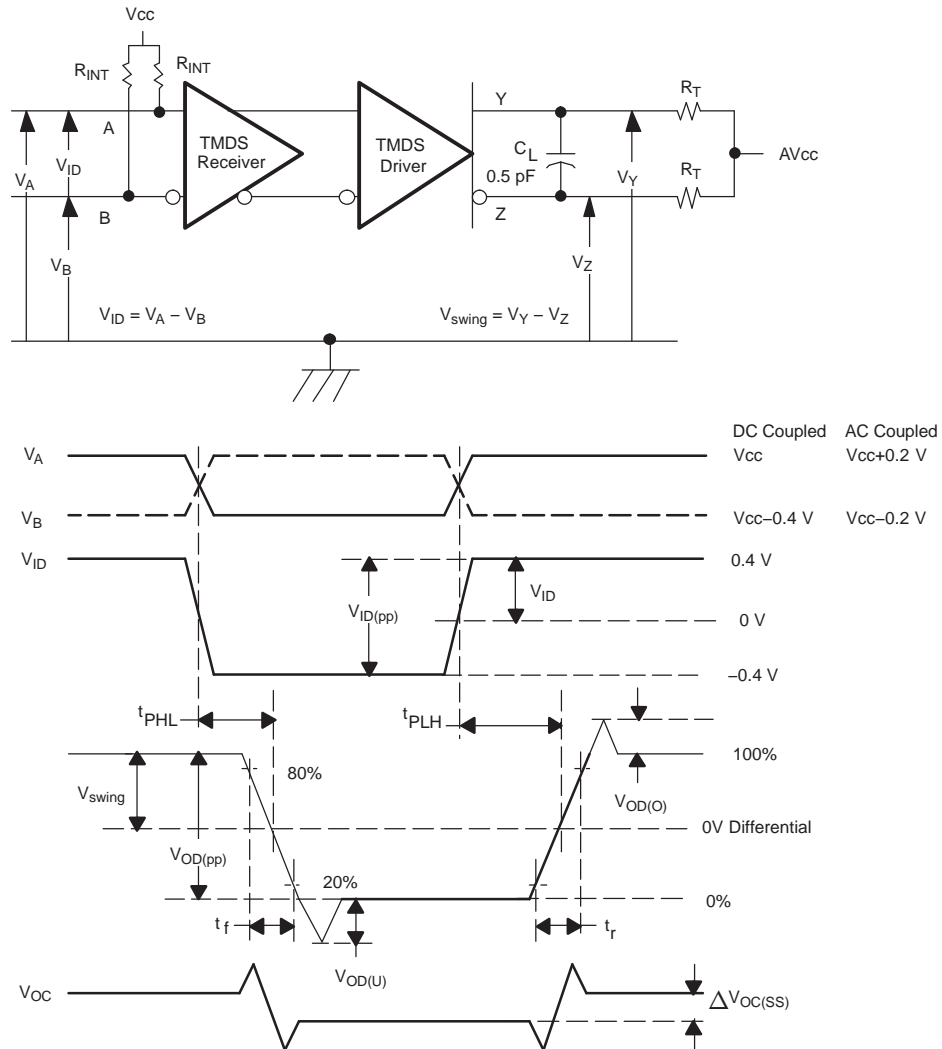 Vcc
RINT RINT
A
B
VA
VID
VB
TMDS
Receiver
TMDS
Driver
Y
Z
CL
0.5 pF
VY
VZ
RT
RT
AVcc
VID = VA − VB
Vswing = VY − VZ
DC Coupled AC Coupled
VA Vcc Vcc+0.2 V
VB Vcc−0.4 V Vcc−0.2 V
VID 0.4 V
VID(pp)
VID
0 V
−0.4 V
tPHL
tPLH
100%
80%
Vswing
VOD(O)
0V Differential
VOD(pp)
20%
0%
tf
tr
VOD(U)
VOC
ΔVOC(SS)